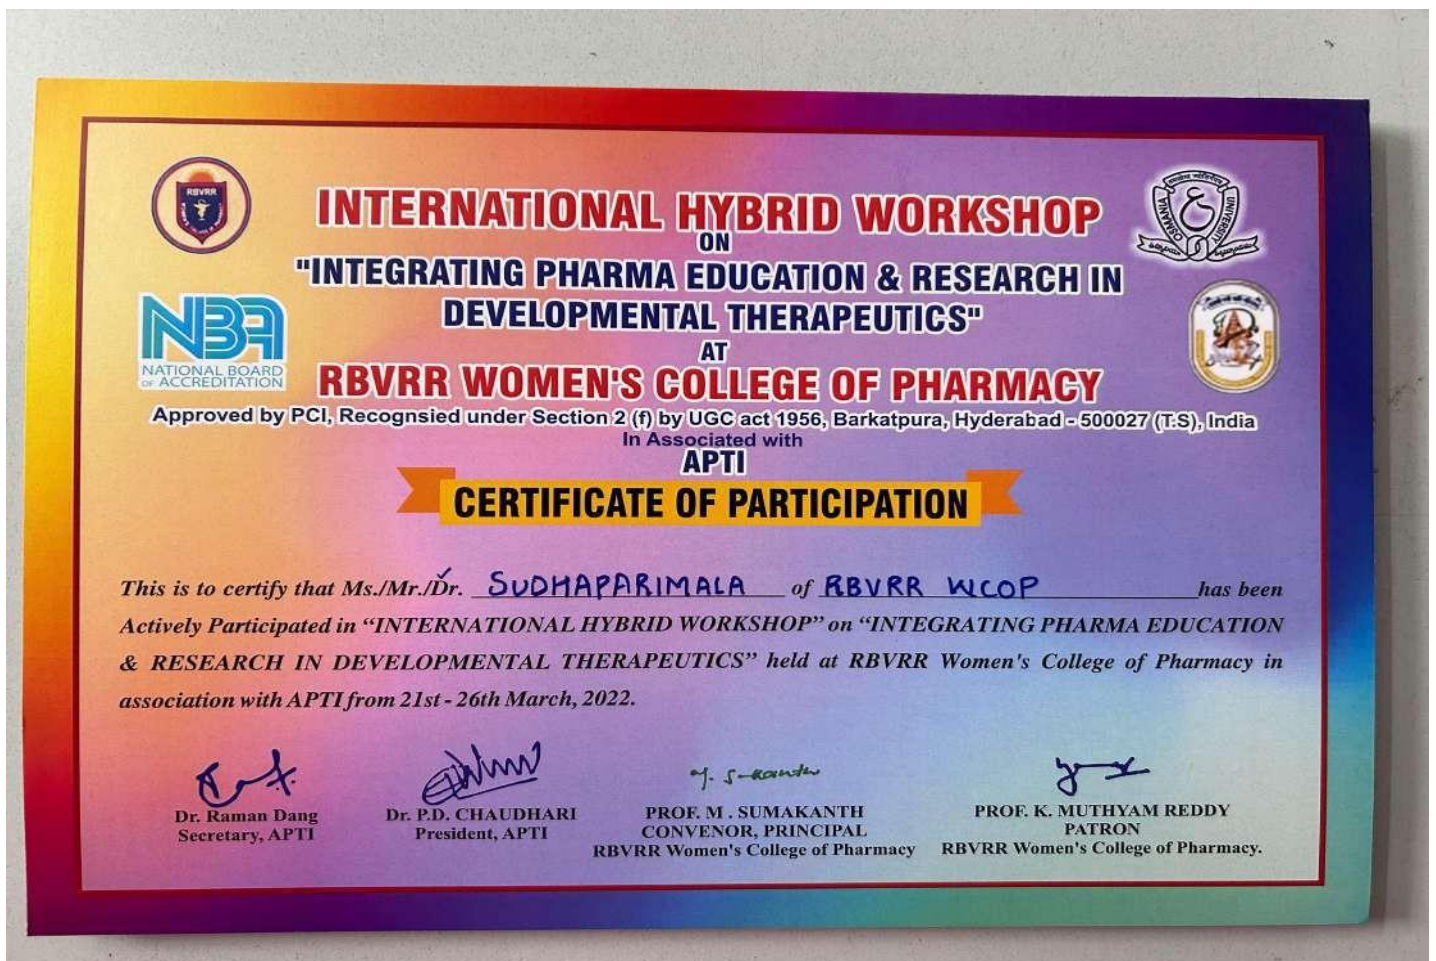 RBVRR
INTERNATIONAL HYBRID WORKSHOP
ON
"INTEGRATING PHARMA EDUCATION & RESEARCH IN
DEVELOPMENTAL THERAPEUTICS"
AT
RBVRR WOMEN'S COLLEGE OF PHARMACY
OSMANIA UNIVERSITY
NBA
NATIONAL BOARD
OF ACCREDITATION
Approved by PCI, Recognsied under Section 2 (f) by UGC act 1956, Barkatpura, Hyderabad - 500027 (T.S), India
In Associated with
APTI
CERTIFICATE OF PARTICIPATION
This is to certify that Ms./Mr./Dr. SUDHAPARIMALA of RBVRR WCOP has been
Actively Participated in “INTERNATIONAL HYBRID WORKSHOP” on “INTEGRATING PHARMA EDUCATION
& RESEARCH IN DEVELOPMENTAL THERAPEUTICS” held at RBVRR Women's College of Pharmacy in
association with APTI from 21st - 26th March, 2022.
Dr. Raman Dang
Secretary, APTI
Dr. P.D. CHAUDHARI
President, APTI
PROF. M . SUMAKANTH
CONVENOR, PRINCIPAL
RBVRR Women's College of Pharmacy
PROF. K. MUTHYAM REDDY
PATRON
RBVRR Women's College of Pharmacy.